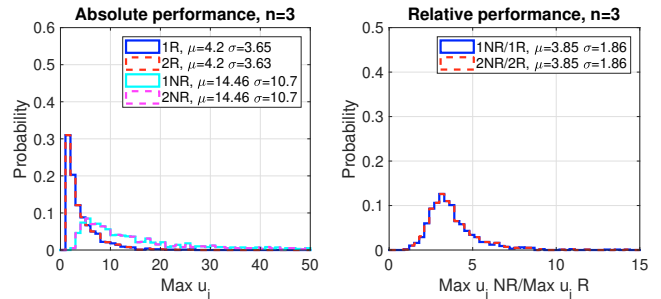 Absolute performance, n=3
0.6
0.5
0.4
0.3
0.2
0.1
0
Probability
1R, μ=4.2 σ=3.65
2R, μ=4.2 σ=3.63
1NR, μ=14.46 σ=10.7
2NR, μ=14.46 σ=10.7
0 10 20 30 40 50
Max u_i
Relative performance, n=3
0.5
0.4
0.3
0.2
0.1
0
Probability
1NR/1R, μ=3.85 σ=1.86
2NR/2R, μ=3.85 σ=1.86
0 5 10 15
Max u_i NR/Max u_i R